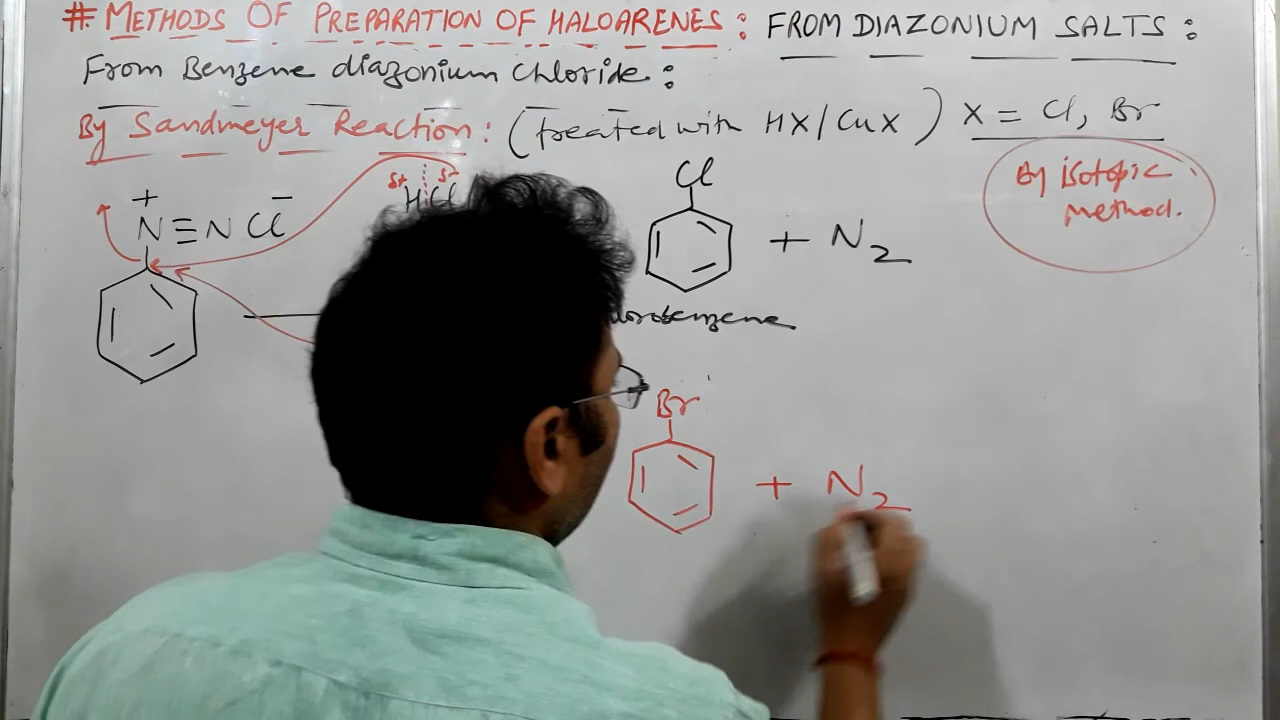 # METHODS OF PREPARATION OF HALOARENES : FROM DIAZONIUM SALTS :
From Benzene diazonium chloride :
By Sandmeyer Reaction : (treated with HX/CuX) X = Cl, Br
By isotopic method.
δ+ δ-
HCl
+ -
N≡N Cl
Cl
+ N2
Br
+ N2